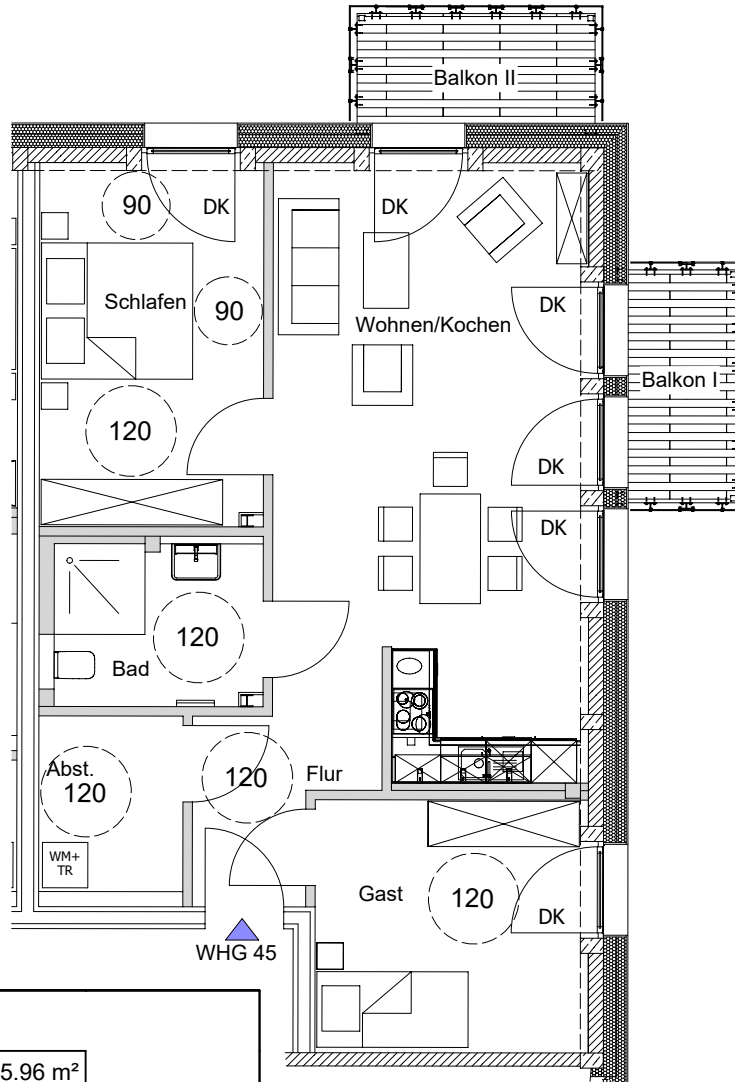 Balkon II
90
DK
DK
Schlafen
90
DK
Wohnen/Kochen
Balkon I
120
DK
DK
120
Bad
Abst.
120
120
Flur
WM+
TR
Gast
120
DK
WHG 45
5.96 m²